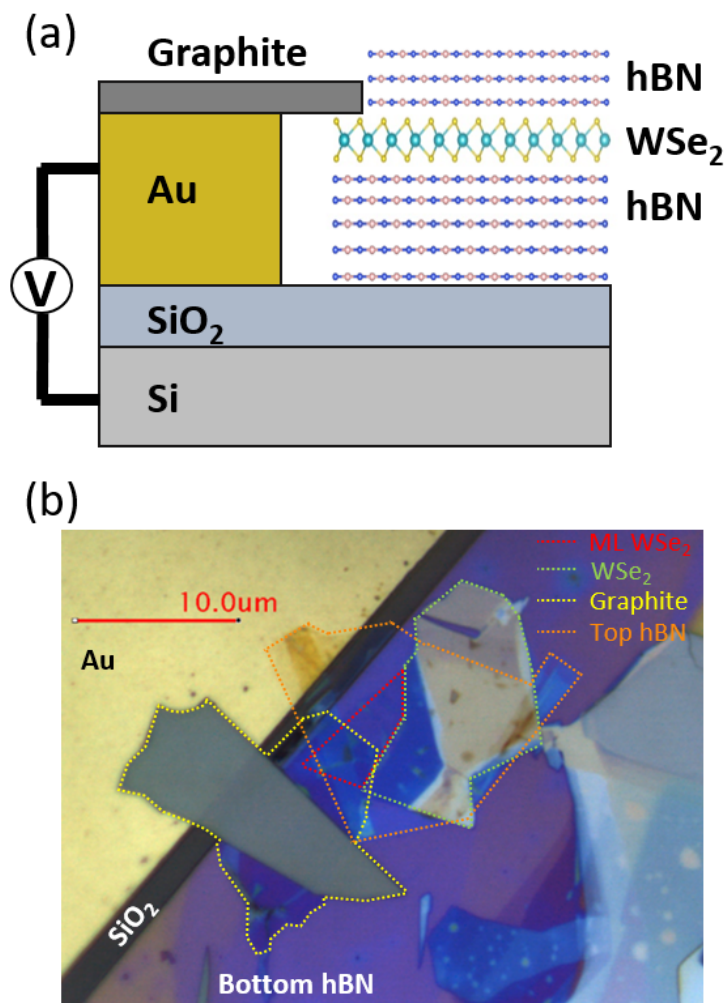 (a)
Graphite
hBN
WSe₂
Au
hBN
V
SiO₂
Si
(b)
ML WSe₂
WSe₂
10.0um
Graphite
Top hBN
Au
SiO₂
Bottom hBN